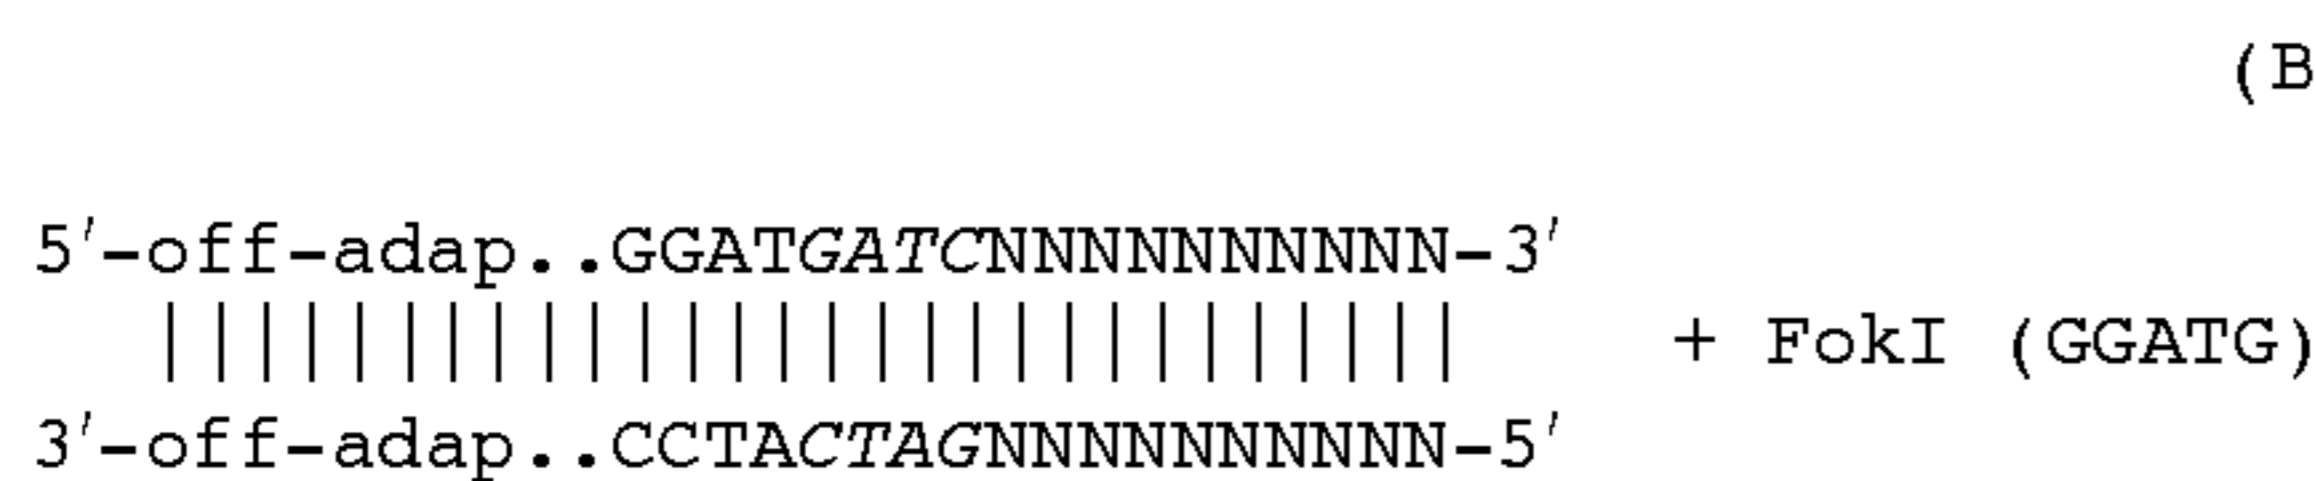 (B
5′-off-adap..GGATGATCNNNNNNNNNN-3′
|||||||||||||||||||||||||||| + FokI (GGATG)
3′-off-adap..CCTACTAGNNNNNNNNNN-5′